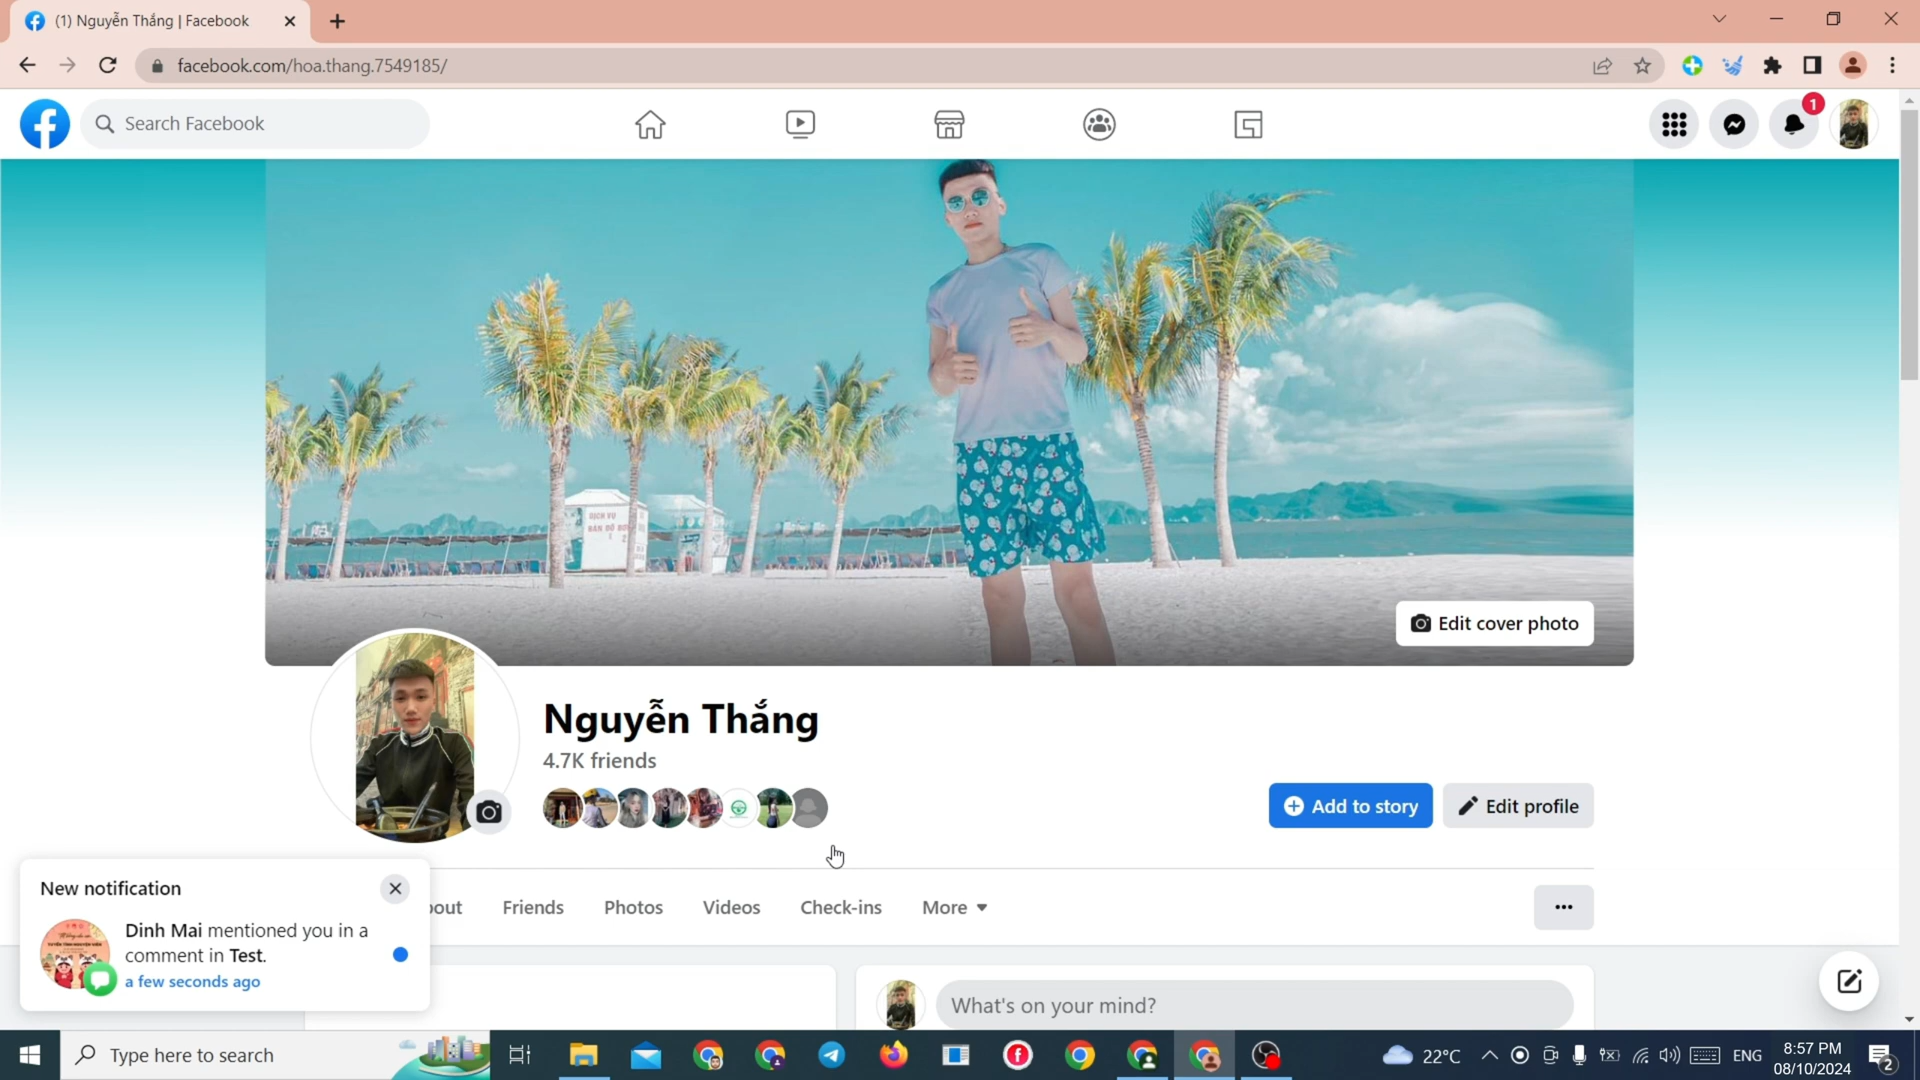 (1) Nguyễn Thắng | Facebook
facebook.com/hoa.thang.7549185/
Search Facebook
1
DỊCH VỤ
Edit cover photo
Nguyễn Thắng
4.7K friends
Add to story
Edit profile
New notification
Dinh Mai mentioned you in a
comment in Test.
a few seconds ago
bout
Friends
Photos
Videos
Check-ins
More
What's on your mind?
Type here to search
22°C
ENG
8:57 PM
08/10/2024
2